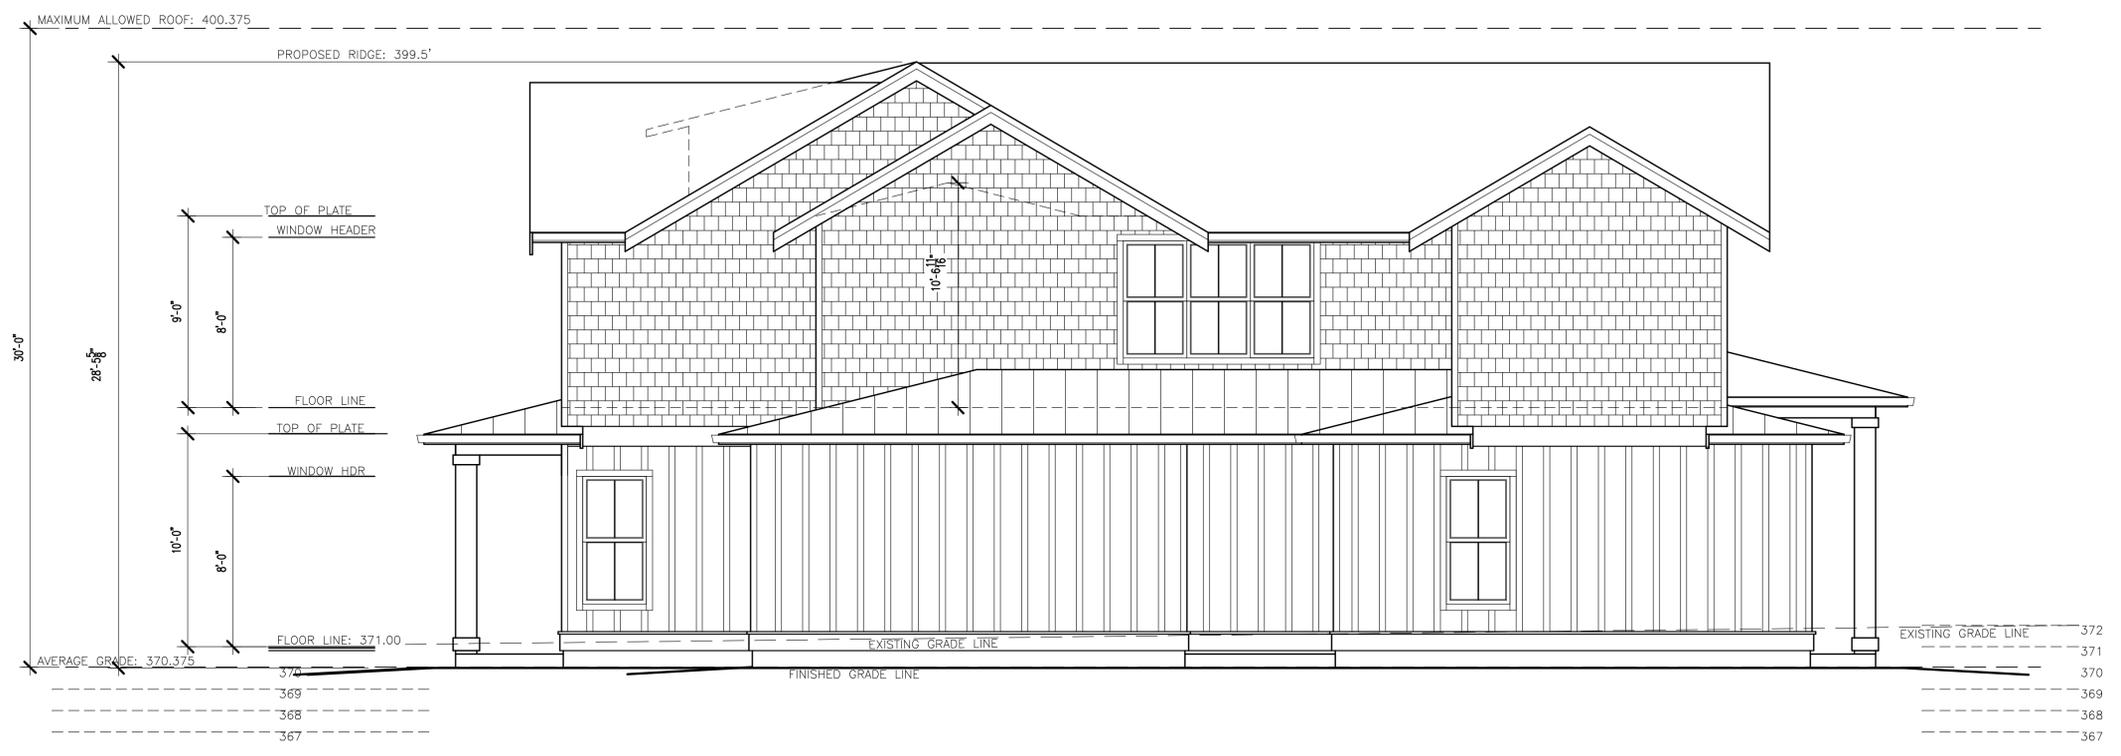 MAXIMUM ALLOWED ROOF: 400.375
PROPOSED RIDGE: 399.5'
TOP OF PLATE
WINDOW HEADER
10'-6 11/16"
9'-0"
8'-0"
30'-0"
28'-5 5/8"
FLOOR LINE
TOP OF PLATE
WINDOW HDR
10'-0"
8'-0"
FLOOR LINE: 371.00
EXISTING GRADE LINE
EXISTING GRADE LINE
372
371
AVERAGE GRADE: 370.375
370
FINISHED GRADE LINE
370
369
369
368
368
367
367